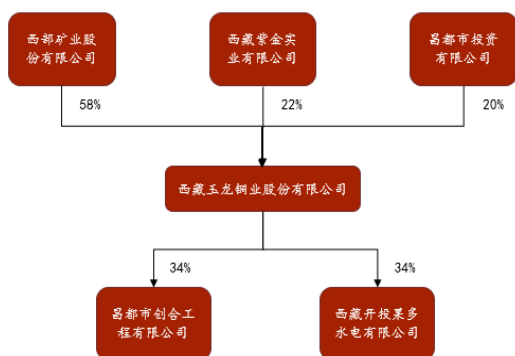 西部矿业股
份有限公司
西藏紫金实
业有限公司
昌都市投资
有限公司
58%
22%
20%
西藏玉龙铜业股份有限公司
34%
34%
昌都市创合工
程有限公司
西藏开投果多
水电有限公司